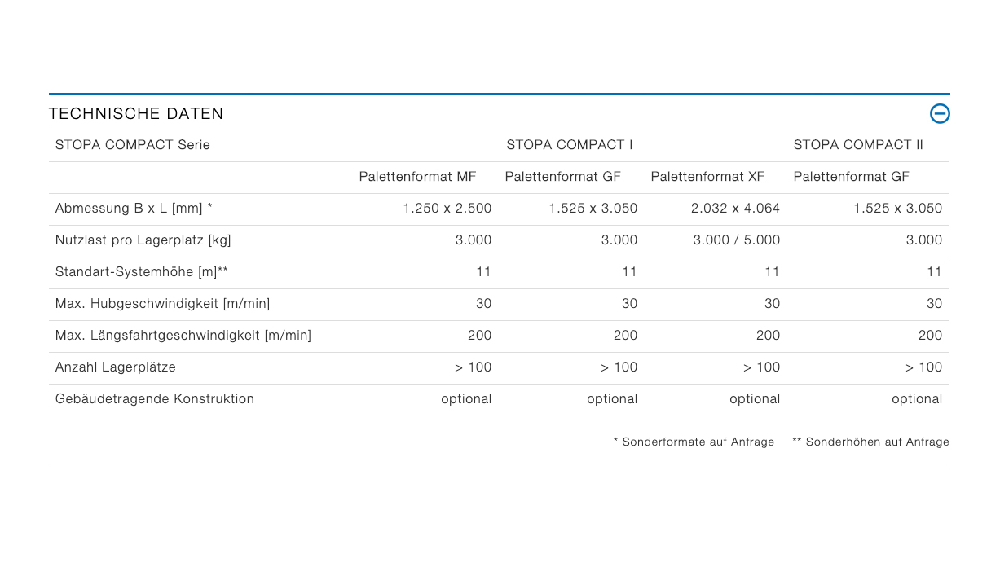 TECHNISCHE DATEN
STOPA COMPACT Serie STOPA COMPACT I STOPA COMPACT II
Palettenformat MF Palettenformat GF Palettenformat XF Palettenformat GF
Abmessung B x L [mm] * 1.250 x 2.500 1.525 x 3.050 2.032 x 4.064 1.525 x 3.050
Nutzlast pro Lagerplatz [kg] 3.000 3.000 3.000 / 5.000 3.000
Standart-Systemhöhe [m]** 11 11 11 11
Max. Hubgeschwindigkeit [m/min] 30 30 30 30
Max. Längsfahrtgeschwindigkeit [m/min] 200 200 200 200
Anzahl Lagerplätze > 100 > 100 > 100 > 100
Gebäudetragende Konstruktion optional optional optional optional
* Sonderformate auf Anfrage ** Sonderhöhen auf Anfrage